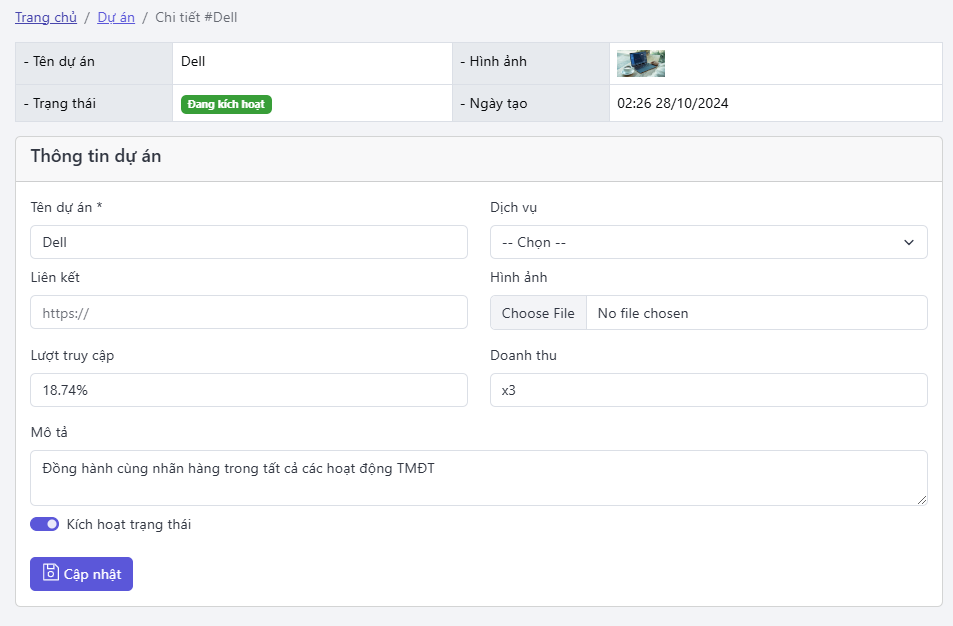 Trang chủ / Dự án / Chi tiết #Dell
- Tên dự án Dell - Hình ảnh
- Trạng thái Đang kích hoạt - Ngày tạo 02:26 28/10/2024
Thông tin dự án
Tên dự án * Dịch vụ
Dell -- Chọn --
Liên kết Hình ảnh
https:// Choose File No file chosen
Lượt truy cập Doanh thu
18.74% x3
Mô tả
Đồng hành cùng nhãn hàng trong tất cả các hoạt động TMĐT
Kích hoạt trạng thái
Cập nhật